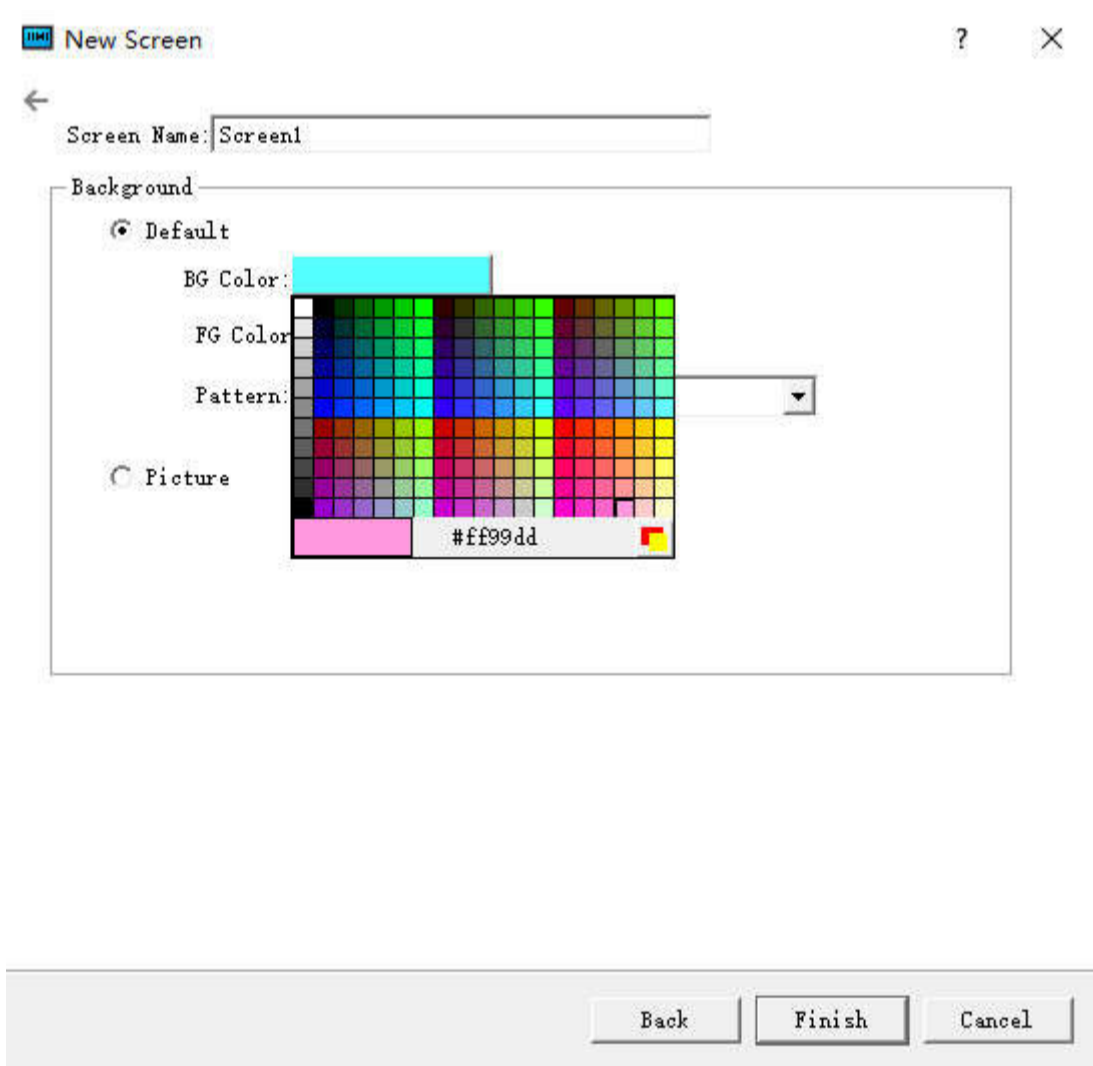 New Screen
Screen Name: Screen1
Background
Default
BG Color:
FG Color
Pattern:
Picture
#ff99dd
Back Finish Cancel